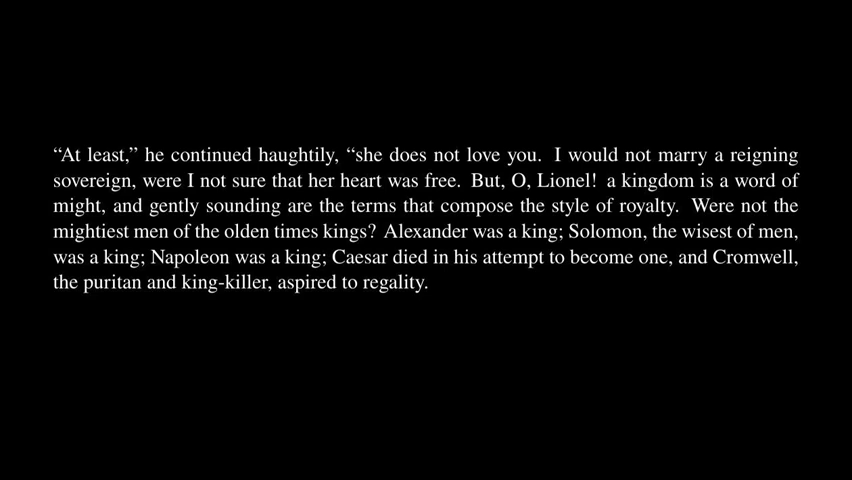 “At least,” he continued haughtily, “she does not love you. I would not marry a reigning
sovereign, were I not sure that her heart was free. But, O, Lionel! a kingdom is a word of
might, and gently sounding are the terms that compose the style of royalty. Were not the
mightiest men of the olden times kings? Alexander was a king; Solomon, the wisest of men,
was a king; Napoleon was a king; Caesar died in his attempt to become one, and Cromwell,
the puritan and king-killer, aspired to regality.